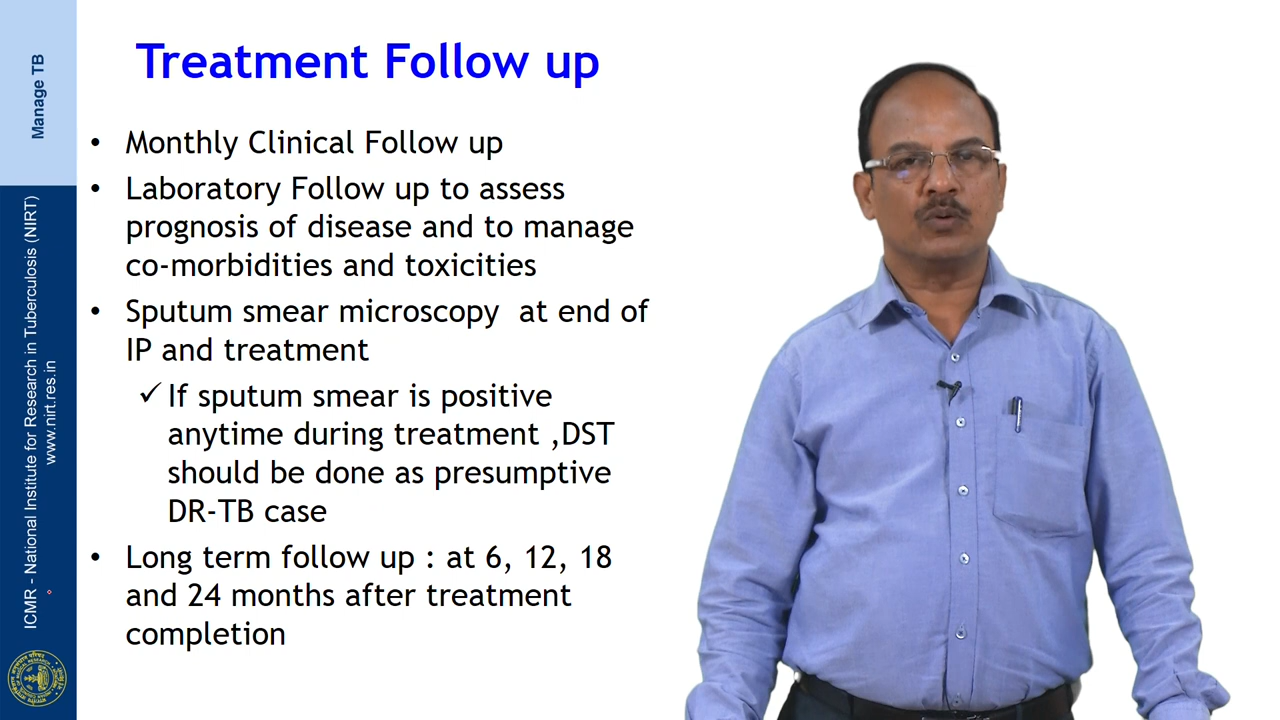 Manage TB
ICMR - National Institute for Research in Tuberculosis (NIRT)
www.nirt.res.in
Treatment Follow up
• Monthly Clinical Follow up
• Laboratory Follow up to assess
prognosis of disease and to manage
co-morbidities and toxicities
• Sputum smear microscopy at end of
IP and treatment
✓ If sputum smear is positive
anytime during treatment ,DST
should be done as presumptive
DR-TB case
• Long term follow up : at 6, 12, 18
and 24 months after treatment
completion